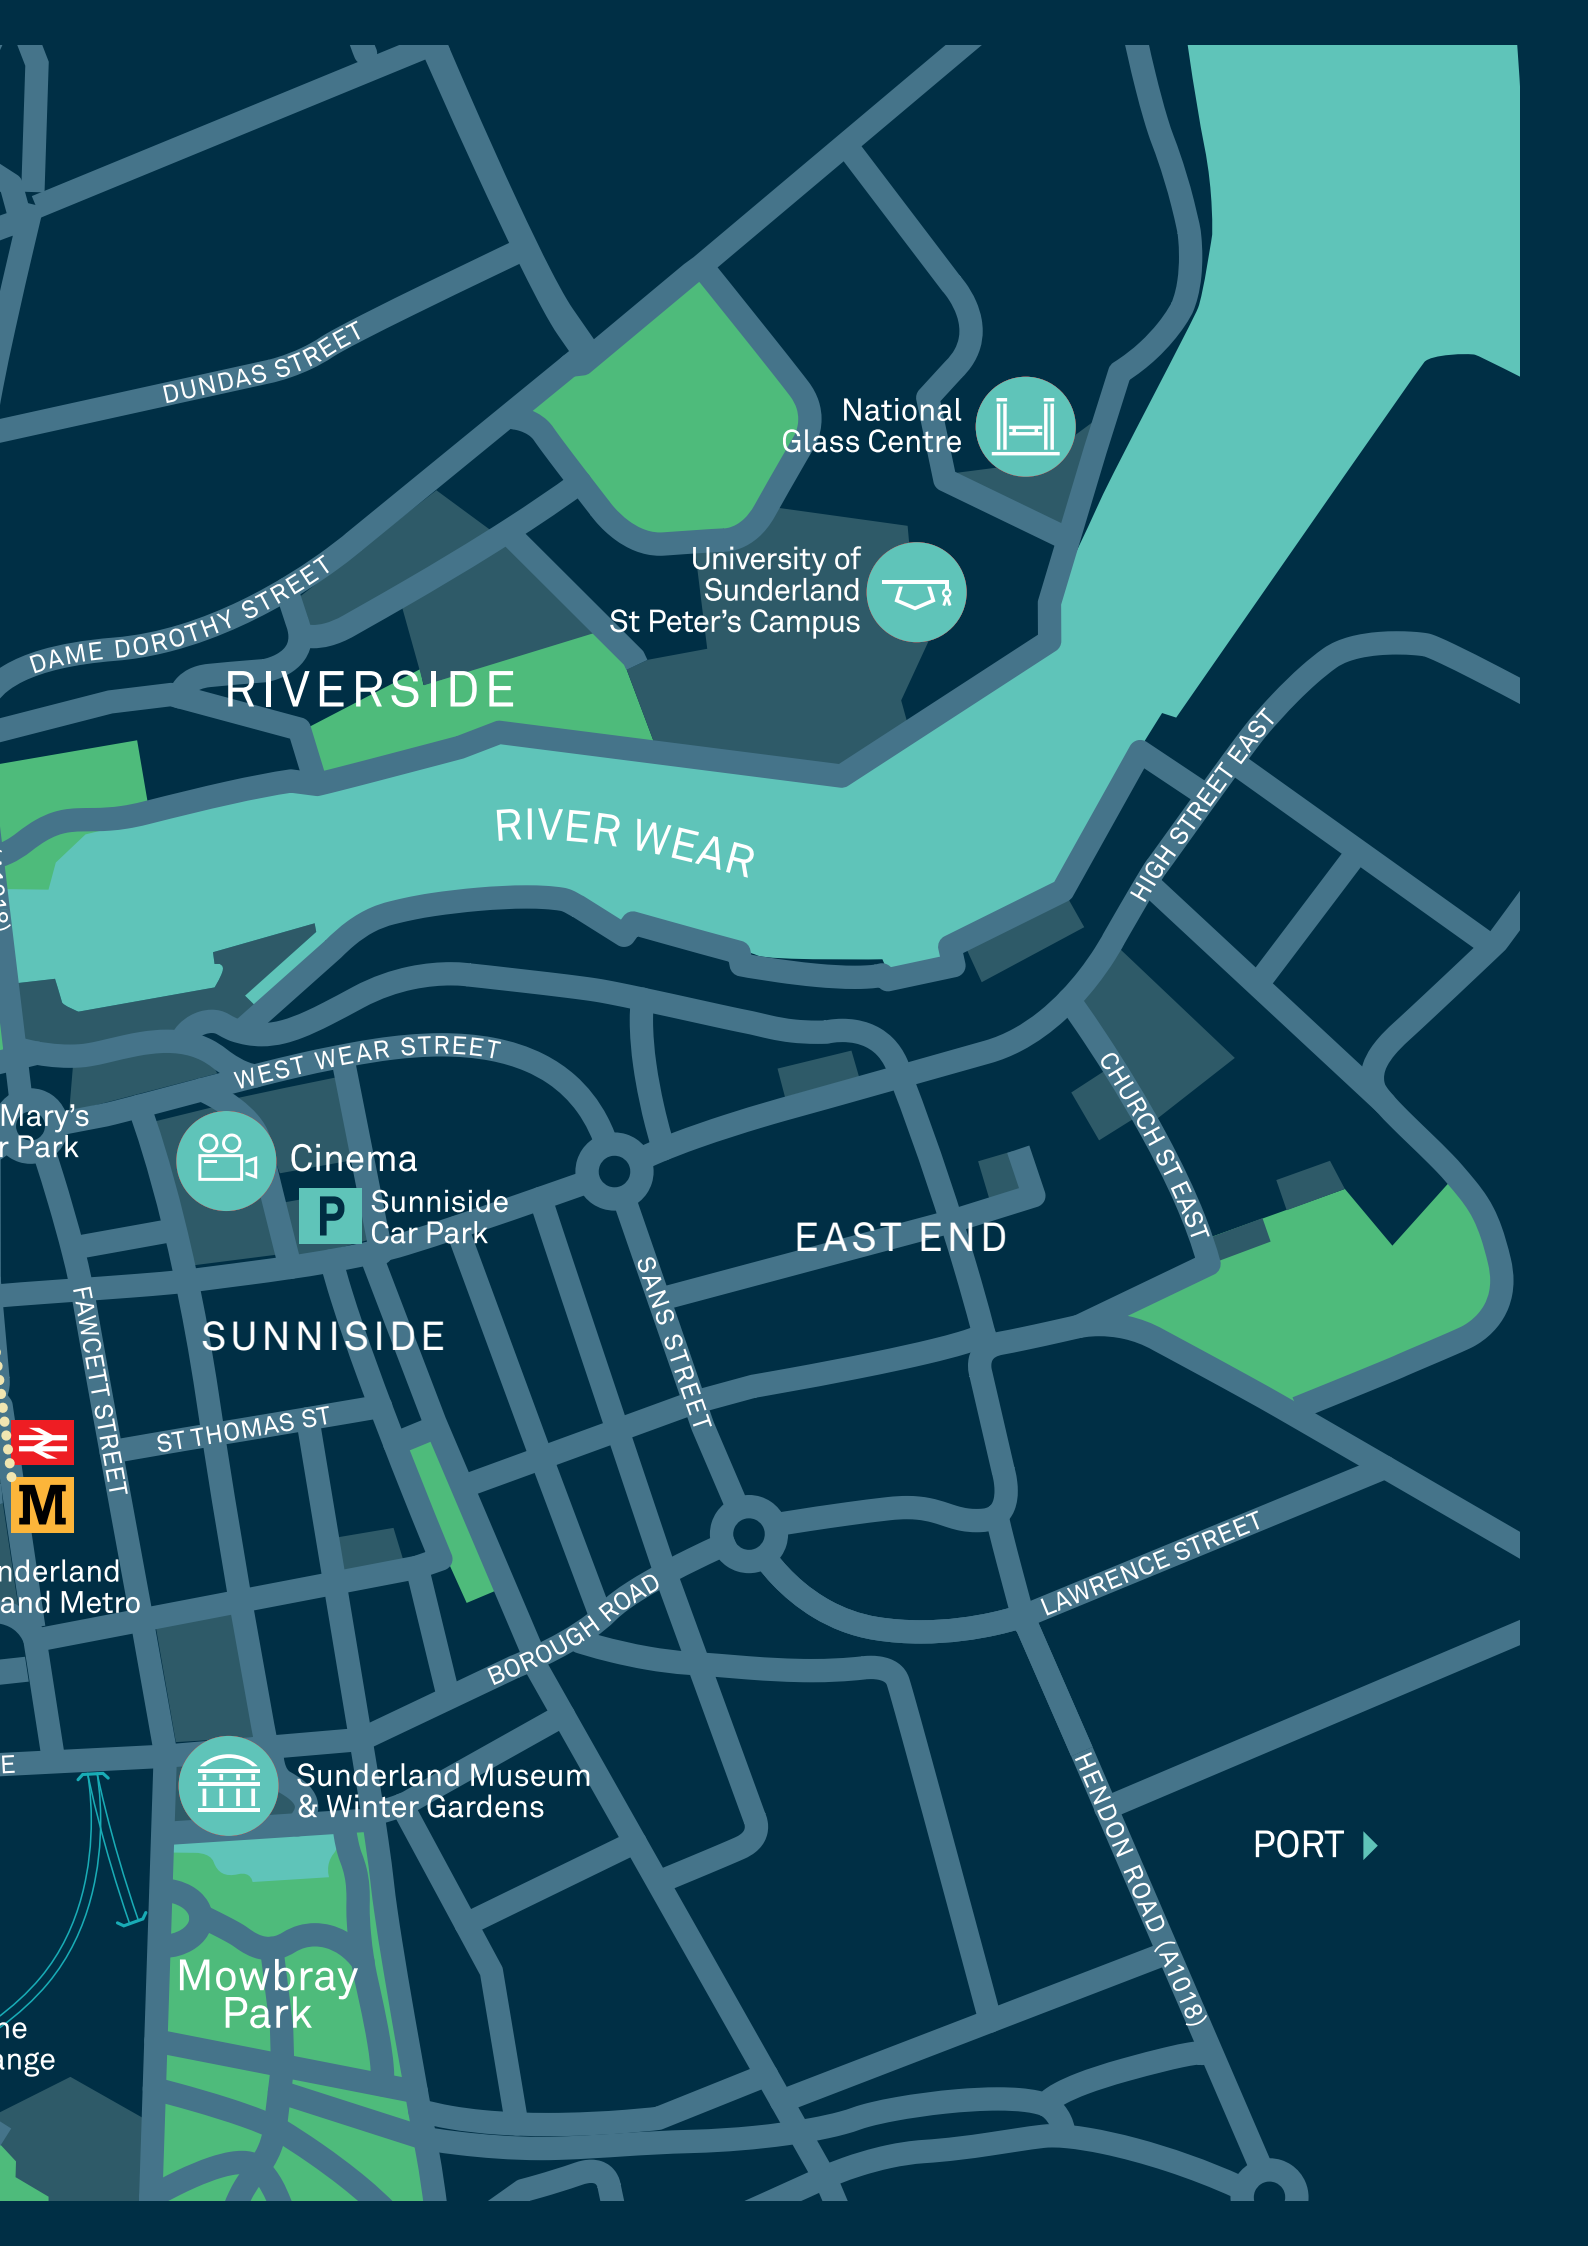 DUNDAS STREET
National
Glass Centre
University of
Sunderland
St Peter's Campus
DAME DOROTHY STREET
RIVERSIDE
RIVER WEAR
HIGH STREET EAST
WEST WEAR STREET
Mary's
r Park
Cinema
P
Sunniside
Car Park
CHURCH ST EAST
EAST END
SANS STREET
FAWCETT STREET
SUNNISIDE
ST THOMAS ST
M
nderland
and Metro
BOROUGH ROAD
LAWRENCE STREET
E
Sunderland Museum
& Winter Gardens
HENDON ROAD (A1018)
PORT
Mowbray
Park
ne
ange